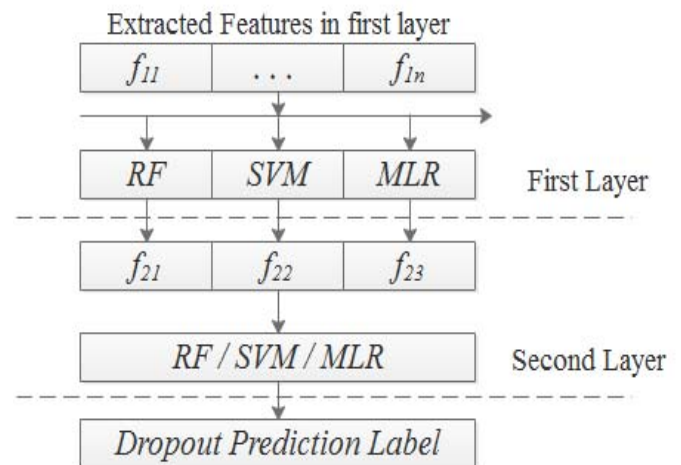 Extracted Features in first layer
f11 ... f1n
RF SVM MLR
First Layer
f21 f22 f23
RF / SVM / MLR
Second Layer
Dropout Prediction Label